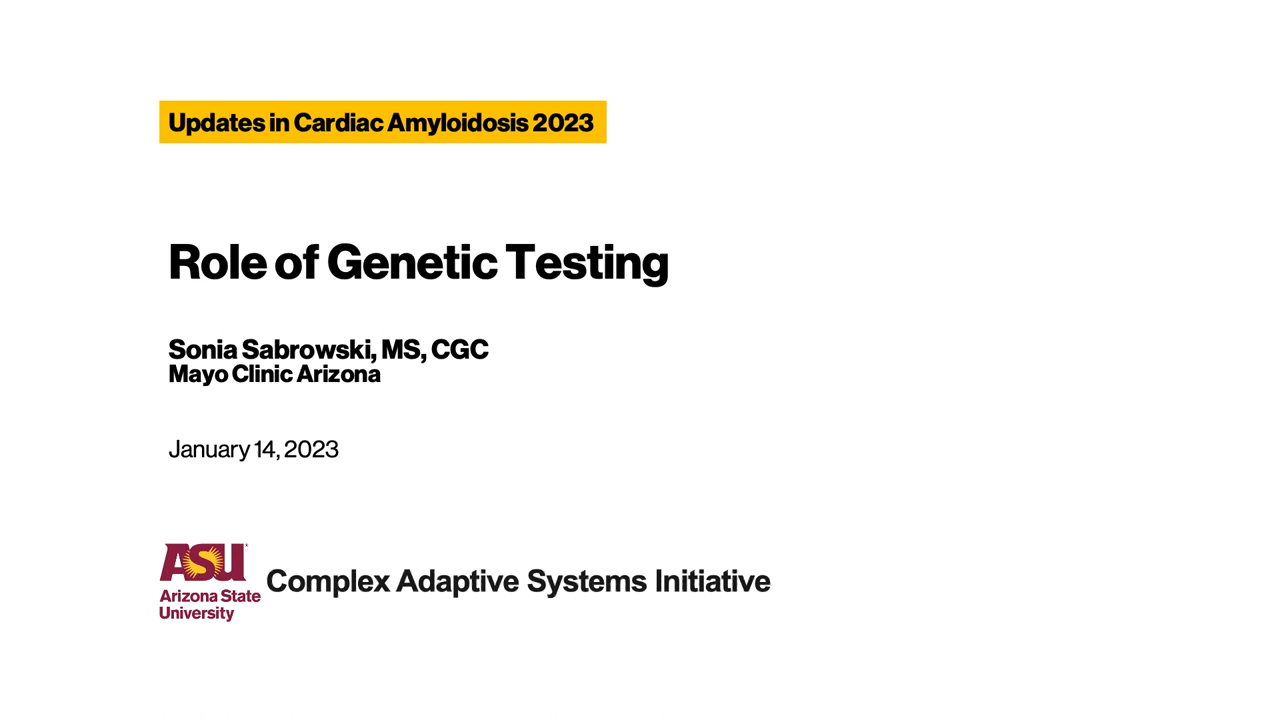 Updates in Cardiac Amyloidosis 2023
Role of Genetic Testing
Sonia Sabrowski, MS, CGC
Mayo Clinic Arizona
January 14, 2023
ASU
Arizona State
University
Complex Adaptive Systems Initiative